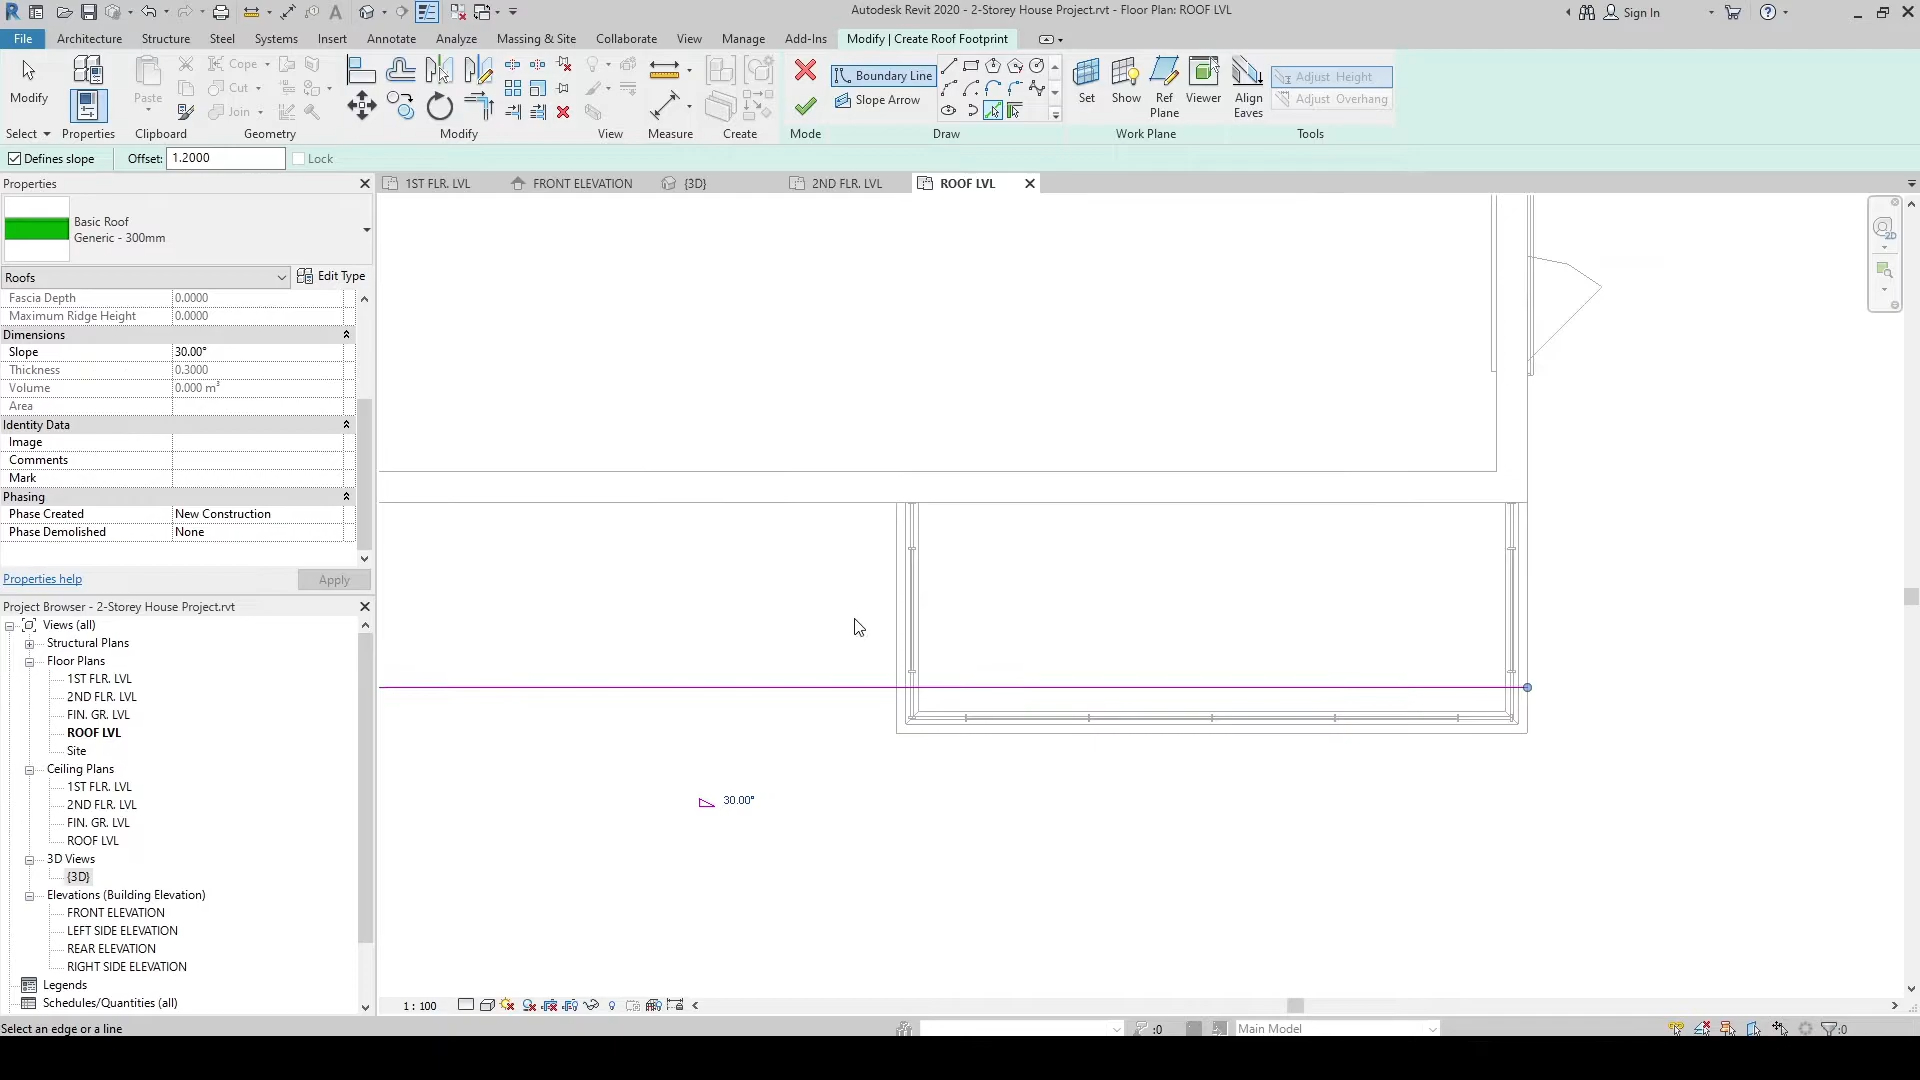 Autodesk Revit 2020 - 2-Storey House Project.rvt - Floor Plan: ROOF LVL
Sign In
File Architecture Structure Steel Systems Insert Annotate Analyze Massing & Site Collaborate View Manage Add-Ins Modify | Create Roof Footprint
Modify
Paste
Cope
Cut
Join
Boundary Line
Slope Arrow
Set Show Ref Plane Viewer Align Eaves
Adjust Height
Adjust Overhang
Select Properties Clipboard Geometry Modify View Measure Create Mode Draw Work Plane Tools
Defines slope Offset: 1.2000 Lock
Properties
1ST FLR. LVL FRONT ELEVATION {3D} 2ND FLR. LVL ROOF LVL
Basic Roof
Generic - 300mm
Roofs Edit Type
Fascia Depth 0.0000
Maximum Ridge Height 0.0000
Dimensions
Slope 30.00°
Thickness 0.3000
Volume 0.000 m³
Area
Identity Data
Image
Comments
Mark
Phasing
Phase Created New Construction
Phase Demolished None
Properties help Apply
Project Browser - 2-Storey House Project.rvt
Views (all)
Structural Plans
Floor Plans
1ST FLR. LVL
2ND FLR. LVL
FIN. GR. LVL
ROOF LVL
Site
Ceiling Plans
1ST FLR. LVL
2ND FLR. LVL
FIN. GR. LVL
ROOF LVL
3D Views
{3D}
Elevations (Building Elevation)
FRONT ELEVATION
LEFT SIDE ELEVATION
REAR ELEVATION
RIGHT SIDE ELEVATION
Legends
Schedules/Quantities (all)
30.00°
2D
1 : 100
Select an edge or a line
:0
Main Model
:0